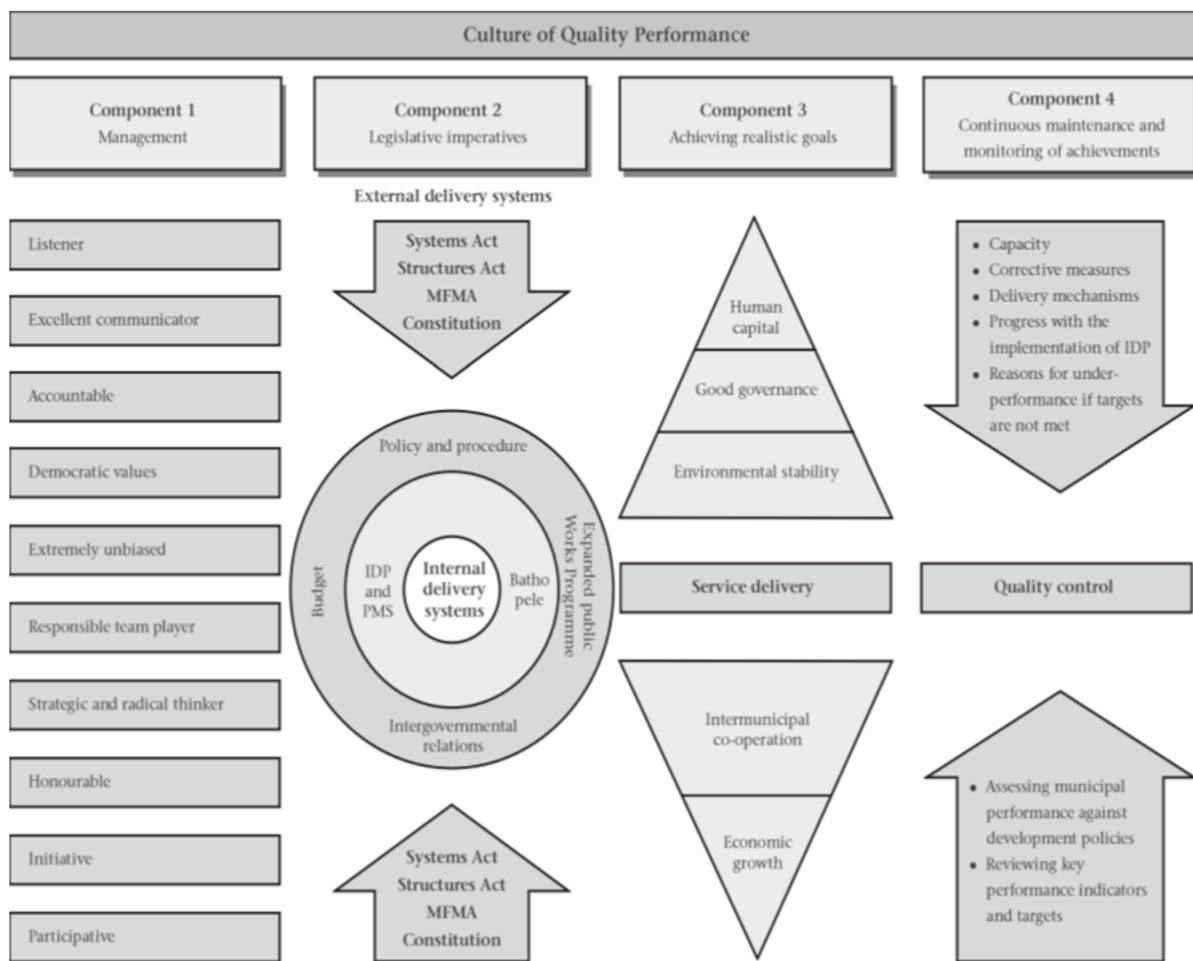 Culture of Quality Performance
Component 1
Management
Listener
Excellent communicator
Accountable
Democratic values
Extremely unbiased
Responsible team player
Strategic and radical thinker
Honourable
Initiative
Participative
Component 2
Legislative imperatives
External delivery systems
Systems Act
Structures Act
MFMA
Constitution
Policy and procedure
Budget
IDP
and
PMS
Internal
delivery
systems
Batho
pele
Expanded public
Works Programme
Intergovernmental
relations
Systems Act
Structures Act
MFMA
Constitution
Component 3
Achieving realistic goals
Human
capital
Good governance
Environmental stability
Service delivery
Intermunicipal
co-operation
Economic
growth
Component 4
Continuous maintenance and
monitoring of achievements
• Capacity
• Corrective measures
• Delivery mechanisms
• Progress with the
implementation of IDP
• Reasons for under-
performance if targets
are not met
Quality control
• Assessing municipal
performance against
development policies
• Reviewing key
performance indicators
and targets